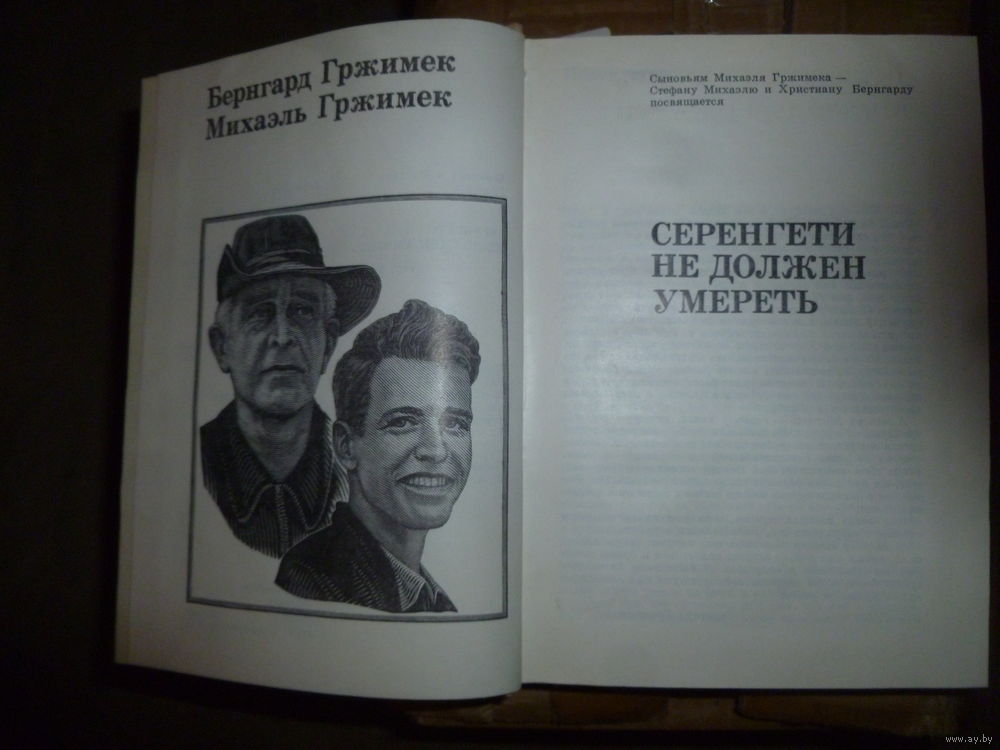 Бернгард Гржимек
Михаэль Гржимек
Сыновьям Михаэля Гржимека —
Стефану Михаэлю и Христиану Бернгарду
посвящается
СЕРЕНГЕТИ
НЕ ДОЛЖЕН
УМЕРЕТЬ
www.ay.by